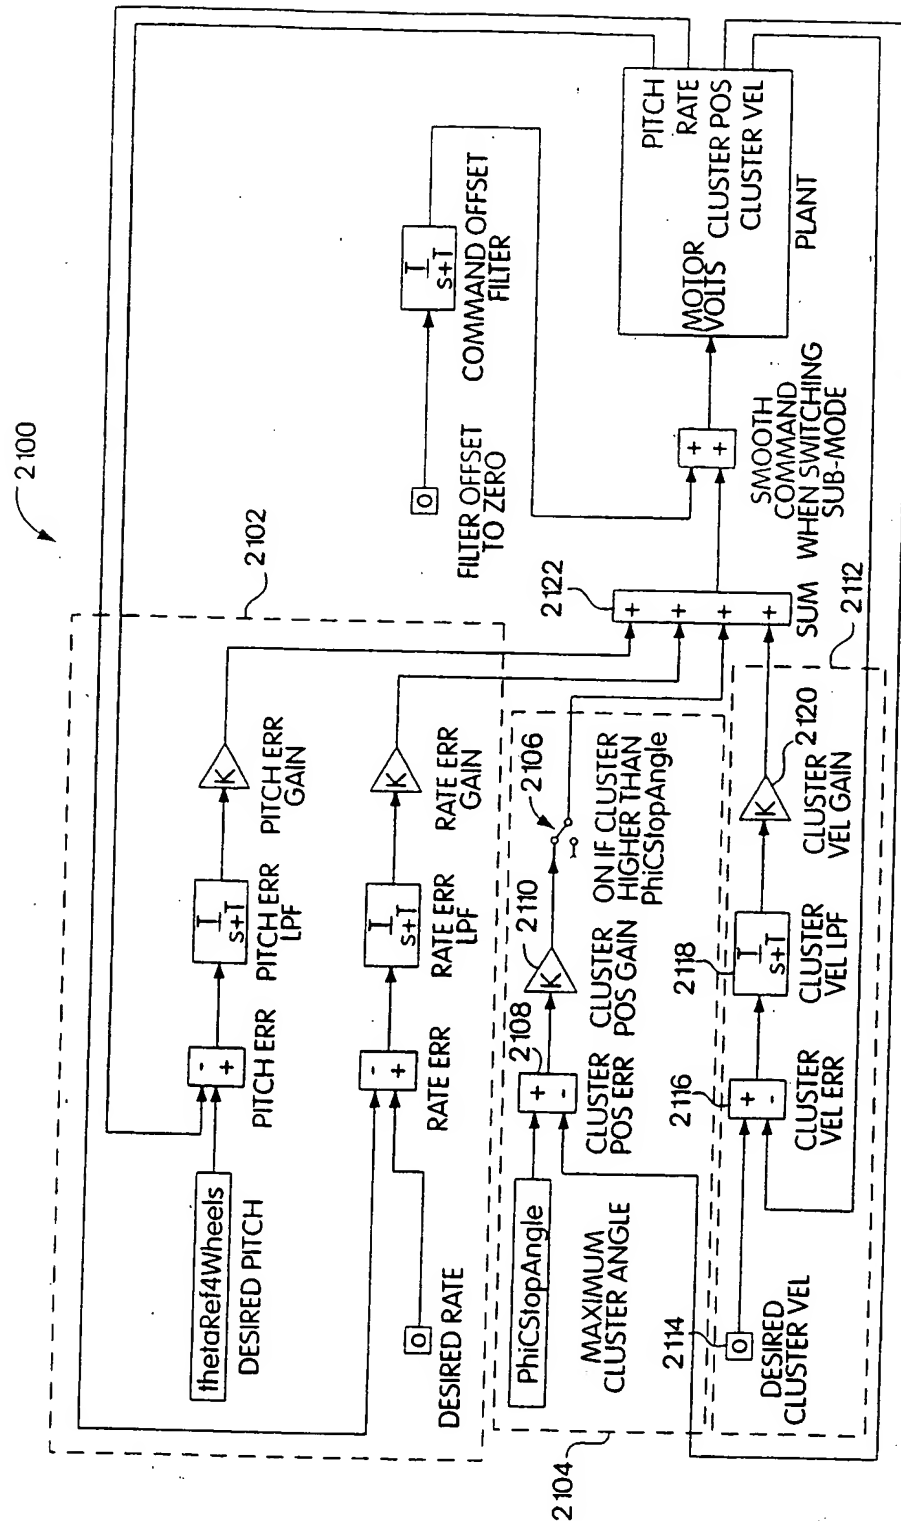 2100
2102
thetaRef4Wheels
DESIRED PITCH
-
+
PITCH ERR
T
s+T
PITCH ERR
LPF
K
PITCH ERR
GAIN
0
DESIRED RATE
-
+
RATE ERR
T
s+T
RATE ERR
LPF
K
RATE ERR
GAIN
0
FILTER OFFSET
TO ZERO
T
s+T
COMMAND OFFSET
FILTER
2104
PhiCStopAngle
MAXIMUM
CLUSTER ANGLE
2108
+
-
CLUSTER
POS ERR
2110
K
CLUSTER
POS GAIN
2106
ON IF CLUSTER
HIGHER THAN
PhiCStopAngle
2114
0
DESIRED
CLUSTER VEL
2116
+
-
CLUSTER
VEL ERR
2118
T
s+T
CLUSTER
VEL LPF
2120
K
CLUSTER
VEL GAIN
2112
2122
+
+
+
+
SUM
+
+
SMOOTH
COMMAND
WHEN SWITCHING
SUB-MODE
MOTOR
VOLTS
PITCH
RATE
CLUSTER POS
CLUSTER VEL
PLANT